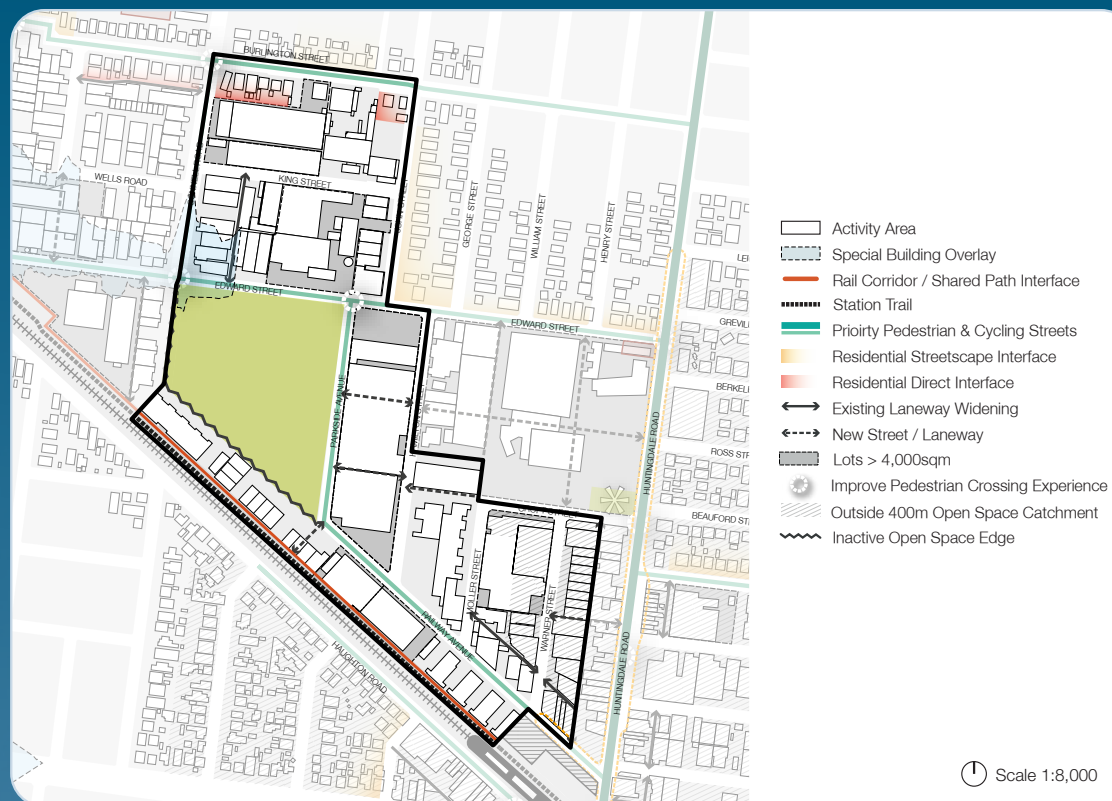 BURLINGTON STREET
WELLS ROAD
KING STREET
GEORGE STREET
WILLIAM STREET
HENRY STREET
EDWARD STREET
EDWARD STREET
PARKSIDE AVENUE
HUNTINGDALE ROAD
MOLLER STREET
WARNER STREET
RAILWAY AVENUE
HAUGHTON ROAD
HUNTINGDALE ROAD
GREVIL
BERKEL
ROSS STR
BEAUFORD ST
Activity Area
Special Building Overlay
Rail Corridor / Shared Path Interface
Station Trail
Prioirty Pedestrian & Cycling Streets
Residential Streetscape Interface
Residential Direct Interface
Existing Laneway Widening
New Street / Laneway
Lots > 4,000sqm
Improve Pedestrian Crossing Experience
Outside 400m Open Space Catchment
Inactive Open Space Edge
Scale 1:8,000